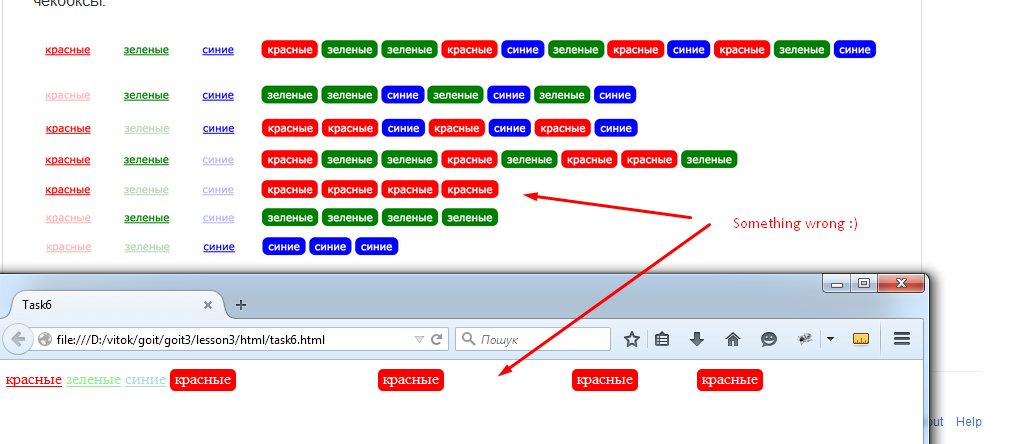 чекбоксы.
красные зеленые синие красные зеленые зеленые красные синие зеленые красные синие красные зеленые синие
красные зеленые синие зеленые зеленые синие зеленые синие зеленые синие
красные зеленые синие красные красные синие красные синие красные синие
красные зеленые синие красные зеленые зеленые красные зеленые красные красные зеленые
красные зеленые синие красные красные красные красные
красные зеленые синие зеленые зеленые зеленые зеленые
Something wrong :)
красные зеленые синие синие синие синие
Task6
file:///D:/vitok/goit/goit3/lesson3/html/task6.html Пошук
красные зеленые синие красные красные красные красные
out Help